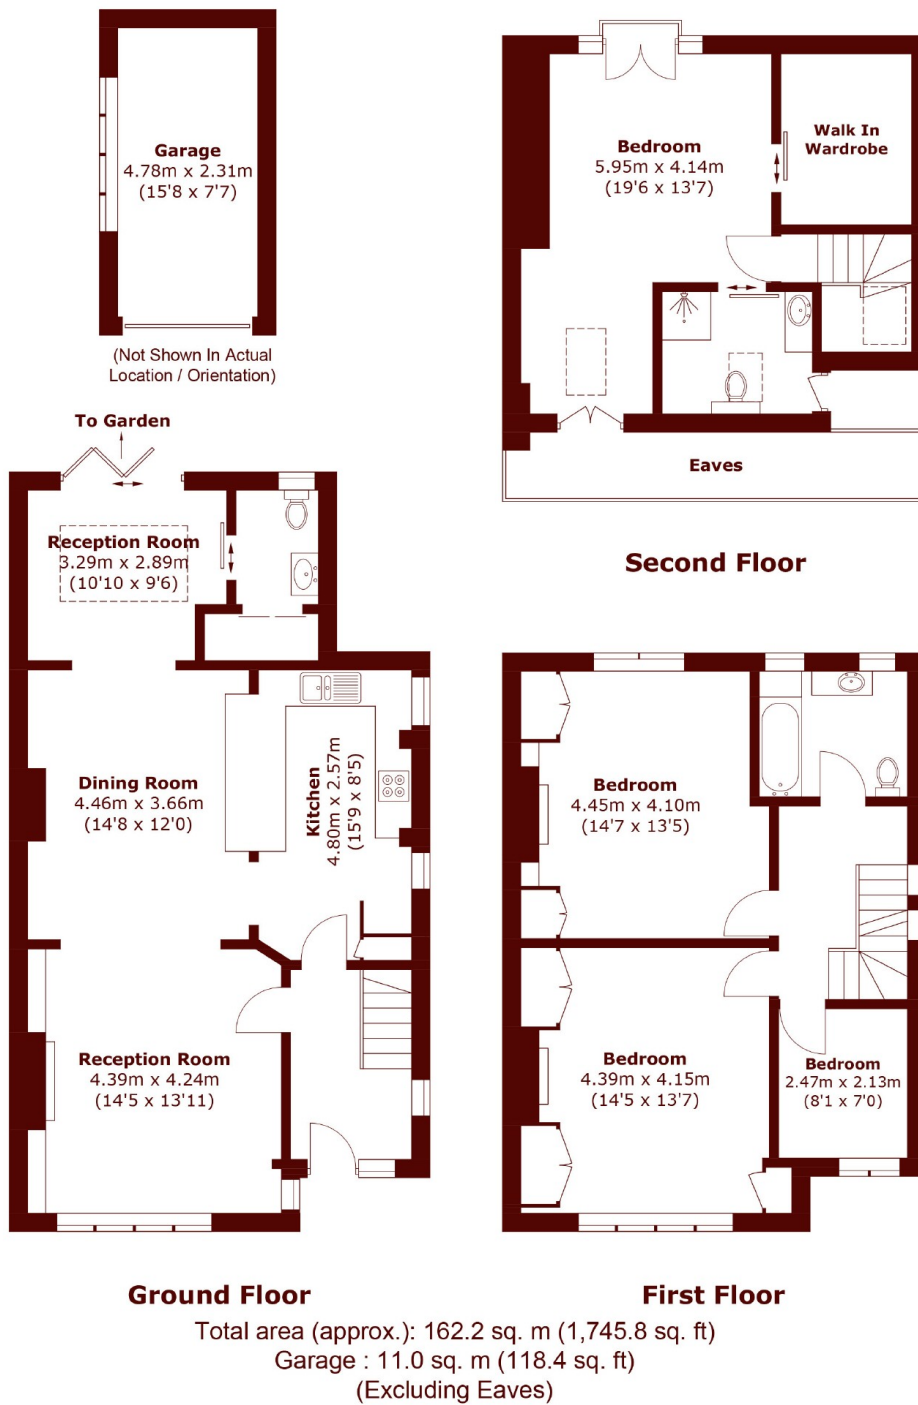 Garage
4.78m x 2.31m
(15'8 x 7'7)
(Not Shown In Actual
Location / Orientation)
Bedroom
5.95m x 4.14m
(19'6 x 13'7)
Walk In
Wardrobe
Eaves
Second Floor
To Garden
Reception Room
3.29m x 2.89m
(10'10 x 9'6)
Dining Room
4.46m x 3.66m
(14'8 x 12'0)
Kitchen
4.80m x 2.57m
(15'9 x 8'5)
Reception Room
4.39m x 4.24m
(14'5 x 13'11)
Ground Floor
Bedroom
4.45m x 4.10m
(14'7 x 13'5)
Bedroom
4.39m x 4.15m
(14'5 x 13'7)
Bedroom
2.47m x 2.13m
(8'1 x 7'0)
First Floor
Total area (approx.): 162.2 sq. m (1,745.8 sq. ft)
Garage : 11.0 sq. m (118.4 sq. ft)
(Excluding Eaves)